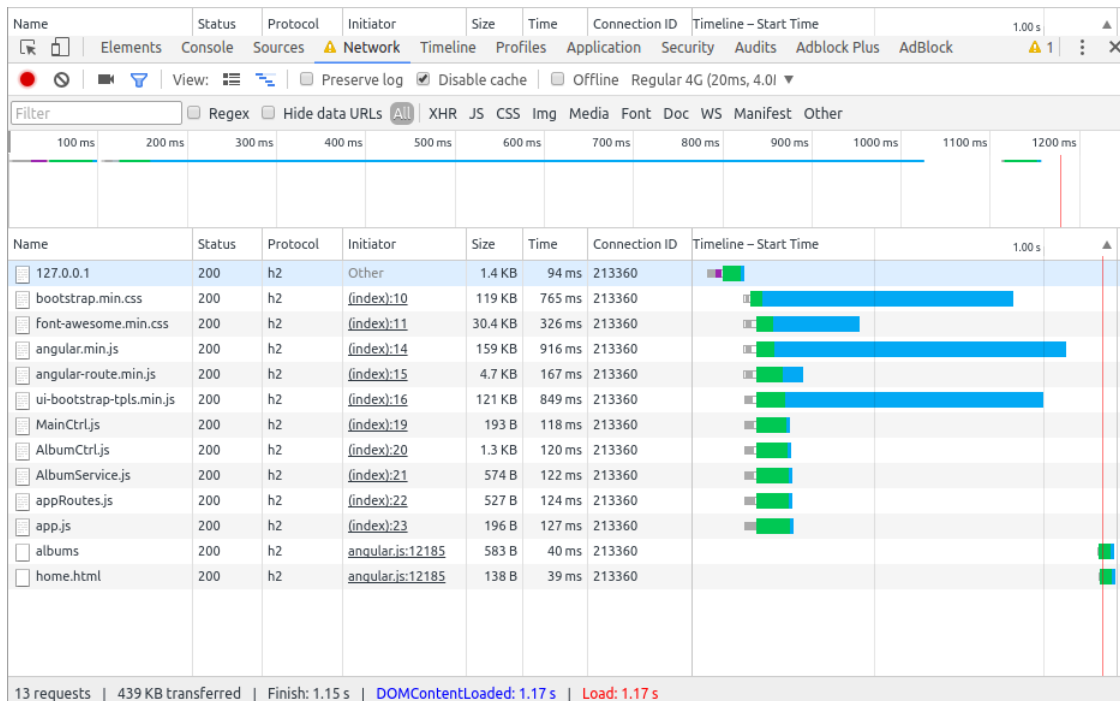 Name Status Protocol Initiator Size Time Connection ID Timeline – Start Time 1.00 s ▲
Elements Console Sources Network Timeline Profiles Application Security Audits Adblock Plus AdBlock 1
View: Preserve log Disable cache Offline Regular 4G (20ms, 4.0
Filter Regex Hide data URLs All XHR JS CSS Img Media Font Doc WS Manifest Other
100 ms 200 ms 300 ms 400 ms 500 ms 600 ms 700 ms 800 ms 900 ms 1000 ms 1100 ms 1200 ms
Name Status Protocol Initiator Size Time Connection ID Timeline – Start Time 1.00 s ▲
127.0.0.1 200 h2 Other 1.4 KB 94 ms 213360
bootstrap.min.css 200 h2 (index):10 119 KB 765 ms 213360
font-awesome.min.css 200 h2 (index):11 30.4 KB 326 ms 213360
angular.min.js 200 h2 (index):14 159 KB 916 ms 213360
angular-route.min.js 200 h2 (index):15 4.7 KB 167 ms 213360
ui-bootstrap-tpls.min.js 200 h2 (index):16 121 KB 849 ms 213360
MainCtrl.js 200 h2 (index):19 193 B 118 ms 213360
AlbumCtrl.js 200 h2 (index):20 1.3 KB 120 ms 213360
AlbumService.js 200 h2 (index):21 574 B 122 ms 213360
appRoutes.js 200 h2 (index):22 527 B 124 ms 213360
app.js 200 h2 (index):23 196 B 127 ms 213360
albums 200 h2 angular.js:12185 583 B 40 ms 213360
home.html 200 h2 angular.js:12185 138 B 39 ms 213360
13 requests | 439 KB transferred | Finish: 1.15 s | DOMContentLoaded: 1.17 s | Load: 1.17 s